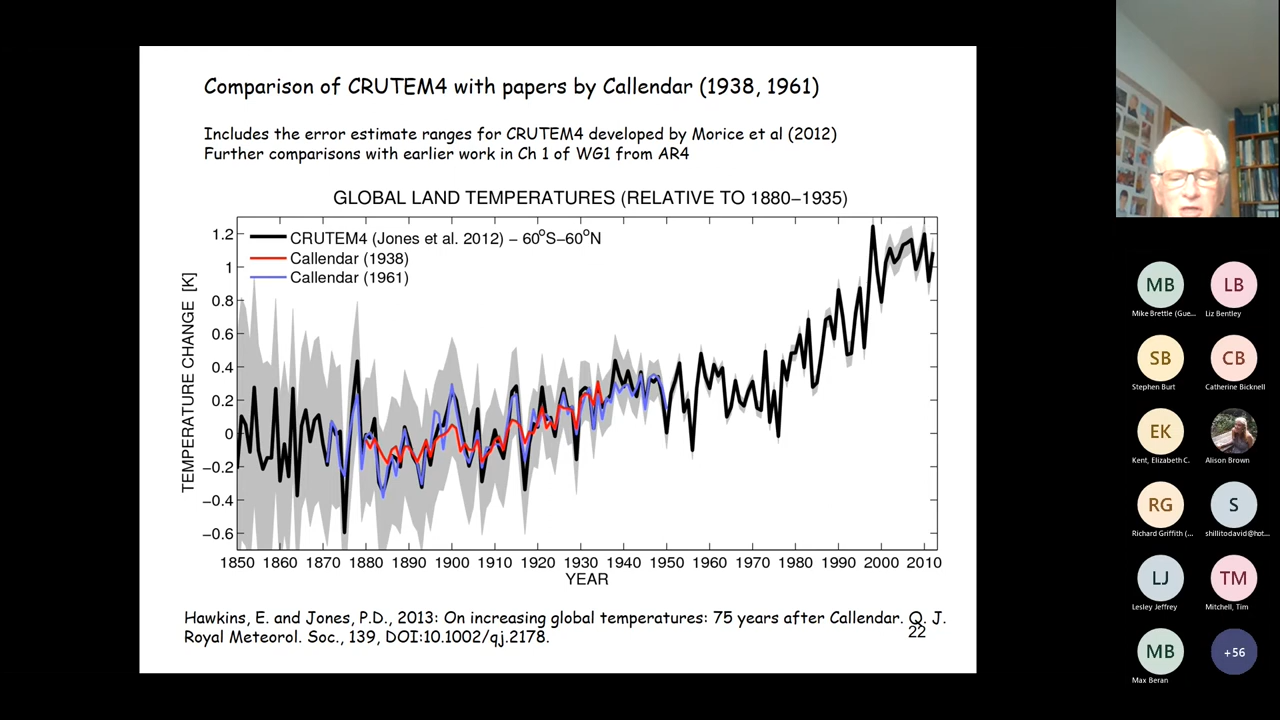 Comparison of CRUTEM4 with papers by Callendar (1938, 1961)
Includes the error estimate ranges for CRUTEM4 developed by Morice et al (2012)
Further comparisons with earlier work in Ch 1 of WG1 from AR4
GLOBAL LAND TEMPERATURES (RELATIVE TO 1880–1935)
CRUTEM4 (Jones et al. 2012) – 60°S–60°N
Callendar (1938)
Callendar (1961)
TEMPERATURE CHANGE [K]
1.2
1
0.8
0.6
0.4
0.2
0
−0.2
−0.4
−0.6
1850 1860 1870 1880 1890 1900 1910 1920 1930 1940 1950 1960 1970 1980 1990 2000 2010
YEAR
Hawkins, E. and Jones, P.D., 2013: On increasing global temperatures: 75 years after Callendar. Q. J.
Royal Meteorol. Soc., 139, DOI:10.1002/qj.2178.
22
MB LB
Mike Brettle (Gue... Liz Bentley
SB CB
Stephen Burt Catherine Bicknell
EK
Kent, Elizabeth C. Alison Brown
RG S
Richard Griffith (... shillitodavid@hot...
LJ TM
Lesley Jeffrey Mitchell, Tim
MB +56
Max Beran